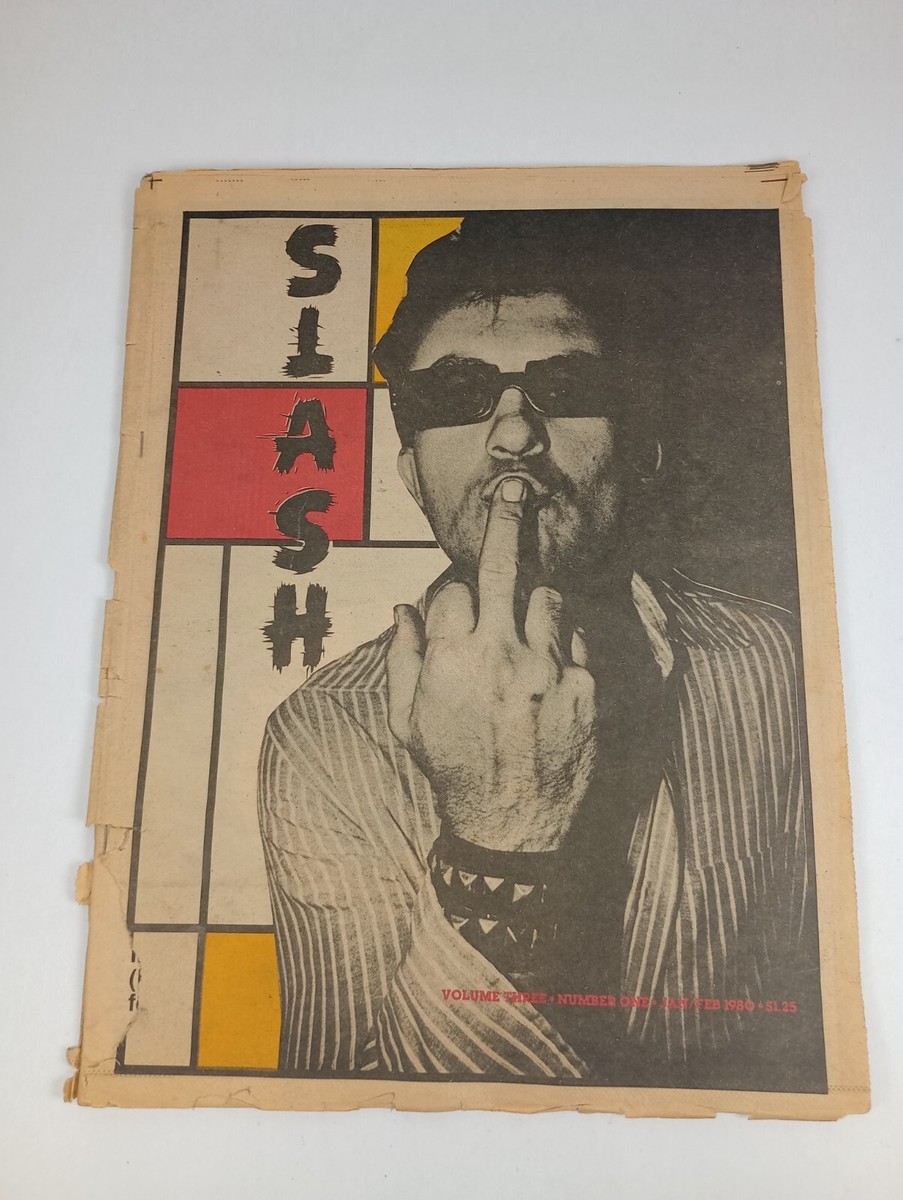 SLASH
VOLUME THREE • NUMBER ONE • JAN/FEB 1980 • $1.25
(
f